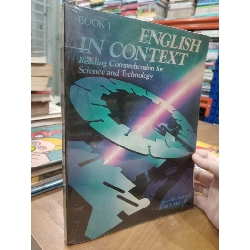 BOOK 1
ENGLISH
IN CONTEXT
Reading Comprehension for
Science and Technology